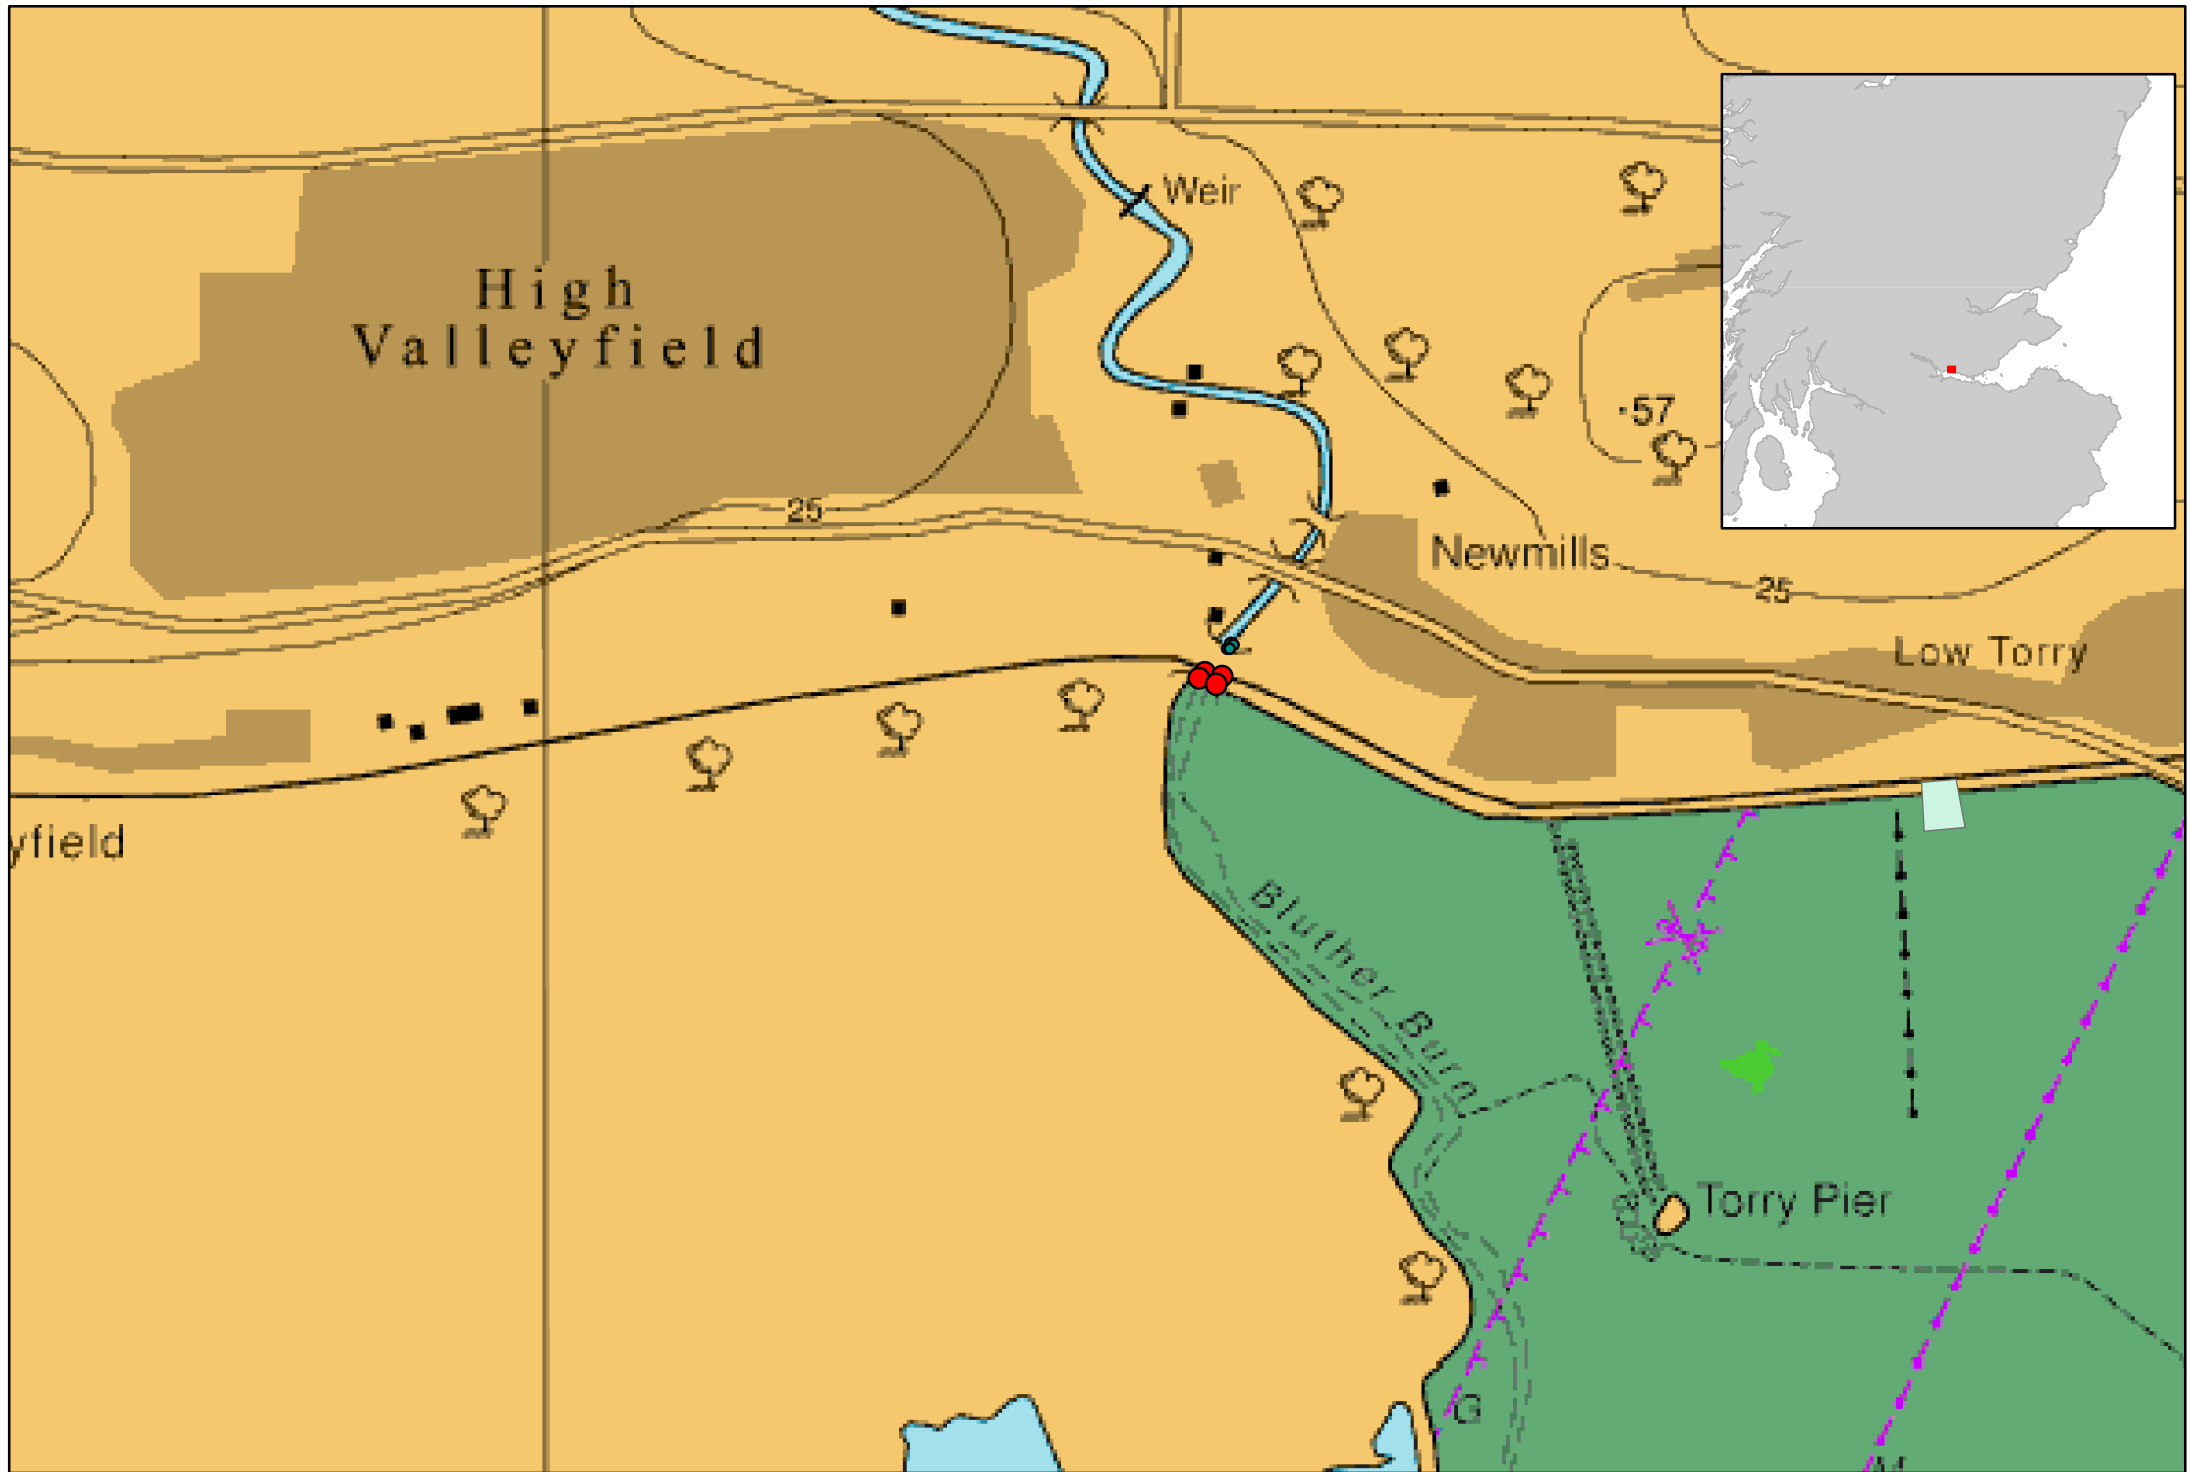 Weir
High
Valleyfield
57
25
Newmills
25
Low Torry
yfield
Bluther Burn
Torry Pier
G
M